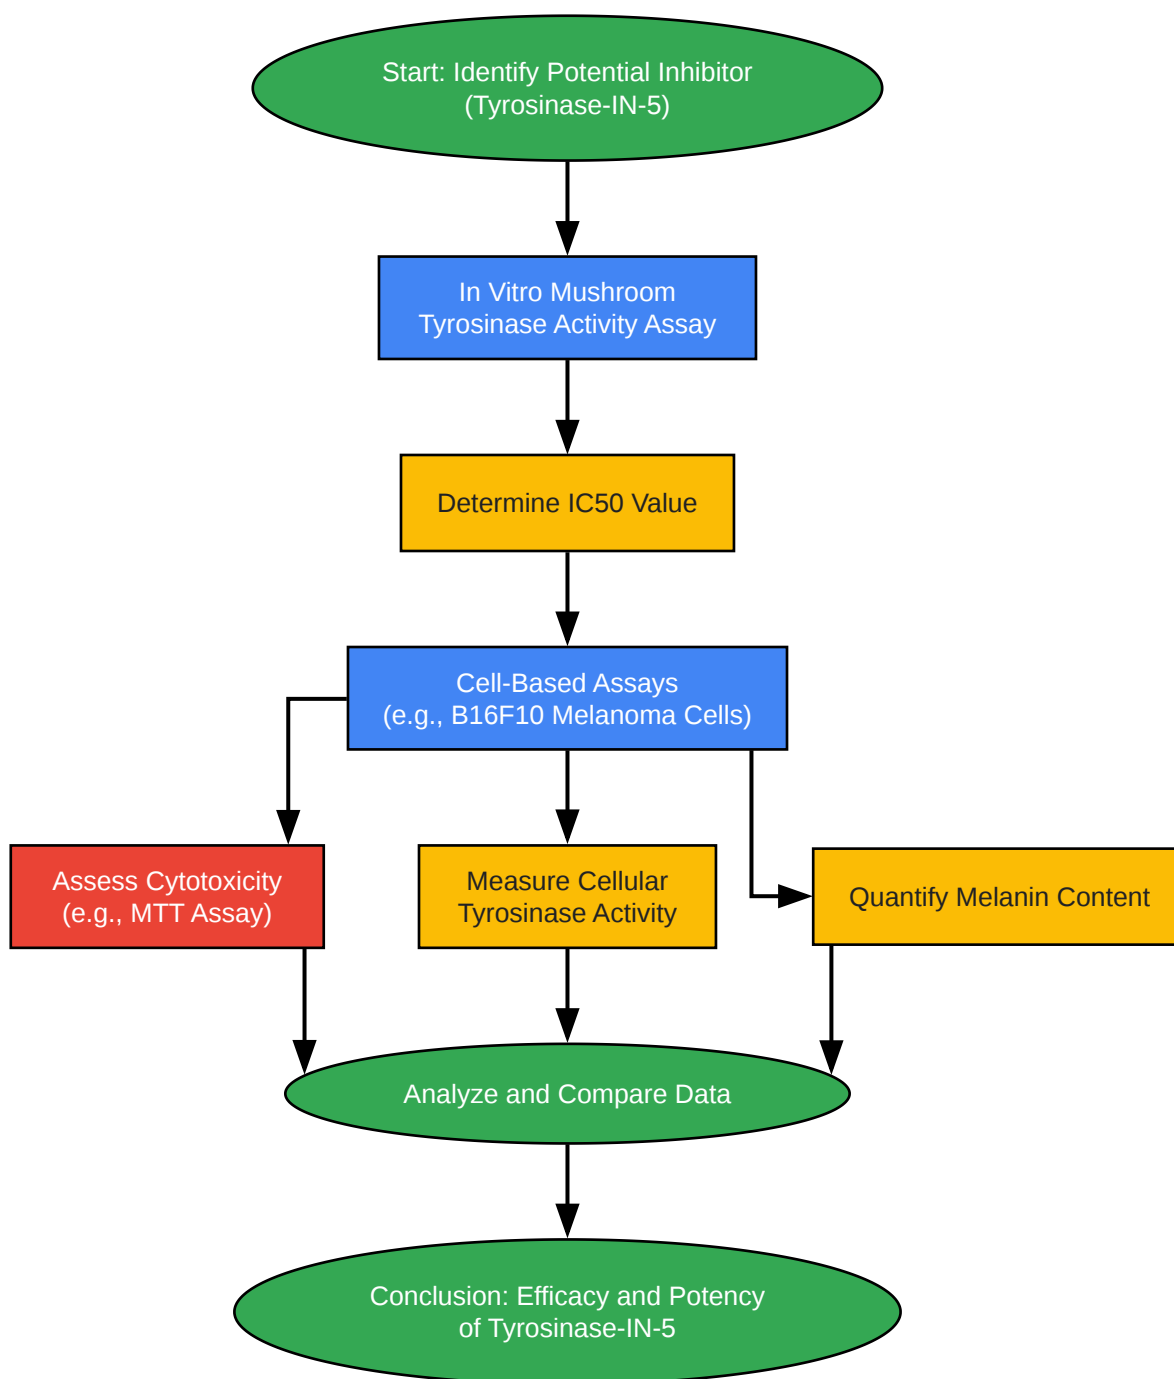 Start: Identify Potential Inhibitor
(Tyrosinase-IN-5)
In Vitro Mushroom
Tyrosinase Activity Assay
Determine IC50 Value
Cell-Based Assays
(e.g., B16F10 Melanoma Cells)
Assess Cytotoxicity
(e.g., MTT Assay)
Measure Cellular
Tyrosinase Activity
Quantify Melanin Content
Analyze and Compare Data
Conclusion: Efficacy and Potency
of Tyrosinase-IN-5